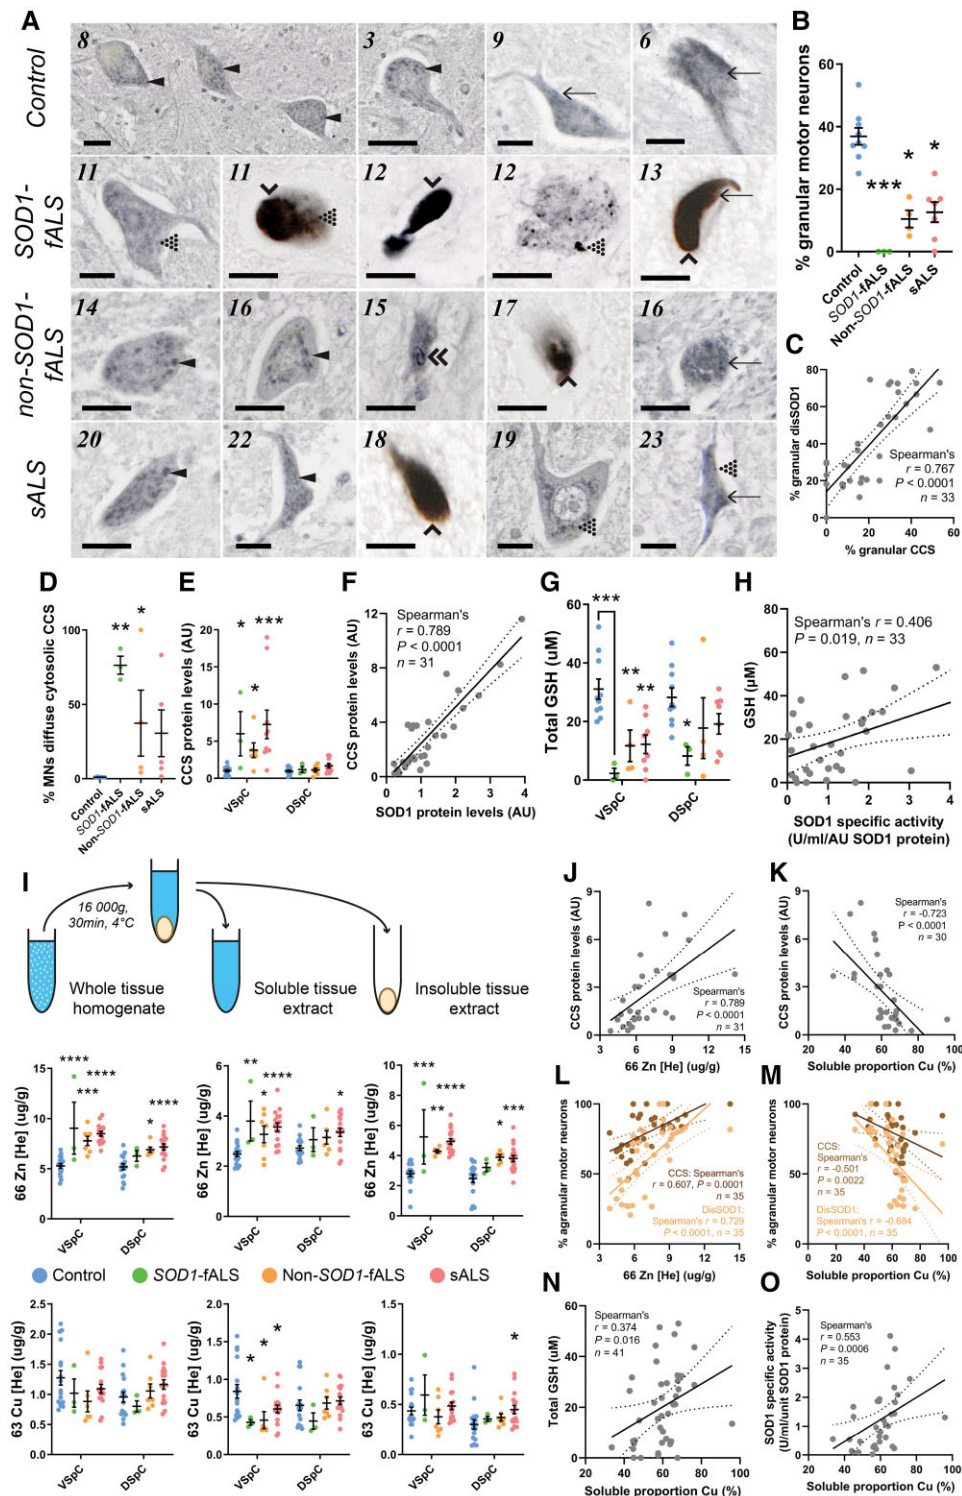 A
Control
8
3
9
6
SOD1-
fALS
11
11
12
12
13
non-SOD1-
fALS
14
16
15
17
16
sALS
20
22
18
19
23
B
% granular motor neurons
60
40
20
0
***
*
*
Control
SOD1-fALS
Non-SOD1-fALS
sALS
C
% granular disSOD1
80
60
40
20
0
Spearman's
r = 0.767
P < 0.0001
n = 33
0 20 40 60
% granular CCS
D
% MNs diffuse cytosolic CCS
100
50
0
**
*
Control
SOD1-fALS
Non-SOD1-fALS
sALS
E
CCS protein levels (AU)
20
15
10
5
0
* * ***
VSpC
DSpC
F
CCS protein levels (AU)
12
8
4
0
Spearman's
r = 0.789
P < 0.0001
n = 31
0 1 2 3 4
SOD1 protein levels (AU)
G
Total GSH (uM)
60
40
20
0
***
** **
*
VSpC
DSpC
H
GSH (µM)
80
60
40
20
0
Spearman's r = 0.406
P = 0.019, n = 33
0 1 2 3 4
SOD1 specific activity
(U/ml/AU SOD1 protein)
I
16 000g,
30min, 4°C
Whole tissue
homogenate
Soluble tissue
extract
Insoluble tissue
extract
66 Zn [He] (ug/g)
15
10
5
0
**** *** ****
* ****
VSpC
DSpC
66 Zn [He] (ug/g)
6
4
2
0
** * ****
*
VSpC
DSpC
66 Zn [He] (ug/g)
10
8
6
4
2
0
*** ** ****
* ***
VSpC
DSpC
Control
SOD1-fALS
Non-SOD1-fALS
sALS
63 Cu [He] (ug/g)
2.5
2.0
1.5
1.0
0.5
0.0
VSpC
DSpC
63 Cu [He] (ug/g)
2.0
1.5
1.0
0.5
0.0
* * *
VSpC
DSpC
63 Cu [He] (ug/g)
1.5
1.0
0.5
0.0
*
VSpC
DSpC
J
CCS protein levels (AU)
9
6
3
0
Spearman's
r = 0.789
P < 0.0001
n = 31
3 6 9 12 15
66 Zn [He] (ug/g)
K
CCS protein levels (AU)
9
6
3
0
Spearman's
r = -0.723
P < 0.0001
n = 30
20 40 60 80 100
Soluble proportion Cu (%)
L
% agranular motor neurons
100
50
0
CCS: Spearman's
r = 0.607, P = 0.0001
n = 35
DisSOD1:
Spearman's r = 0.729
P < 0.0001, n = 35
3 6 9 12 15
66 Zn [He] (ug/g)
M
% agranular motor neurons
100
50
0
CCS:
Spearman's
r = -0.501
P = 0.0022
n = 35
DisSOD1:
Spearman's r = -0.684
P < 0.0001, n = 35
20 40 60 80 100
Soluble proportion Cu (%)
N
Total GSH (uM)
60
40
20
0
Spearman's
r = 0.374
P = 0.016
n = 41
20 40 60 80 100
Soluble proportion Cu (%)
O
SOD1 specific activity
(U/ml/unit SOD1 protein)
5
4
3
2
1
0
Spearman's
r = 0.553
P = 0.0006
n = 35
20 40 60 80 100
Soluble proportion Cu (%)